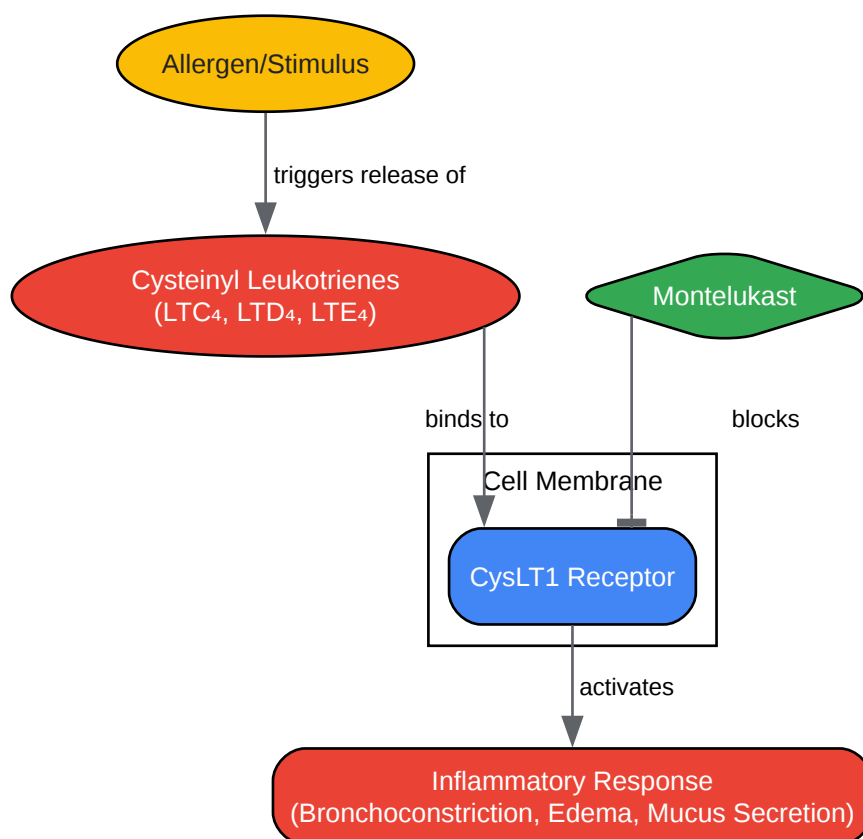 Allergen/Stimulus
triggers release of
Cysteinyl Leukotrienes
(LTC₄, LTD₄, LTE₄)
Montelukast
binds to
blocks
Cell Membrane
CysLT1 Receptor
activates
Inflammatory Response
(Bronchoconstriction, Edema, Mucus Secretion)